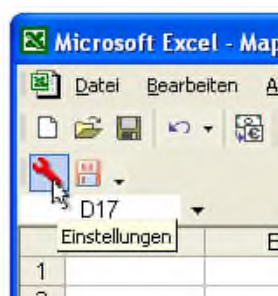 Microsoft Excel - Map
Datei Bearbeiten A
D17
Einstellungen
E
1